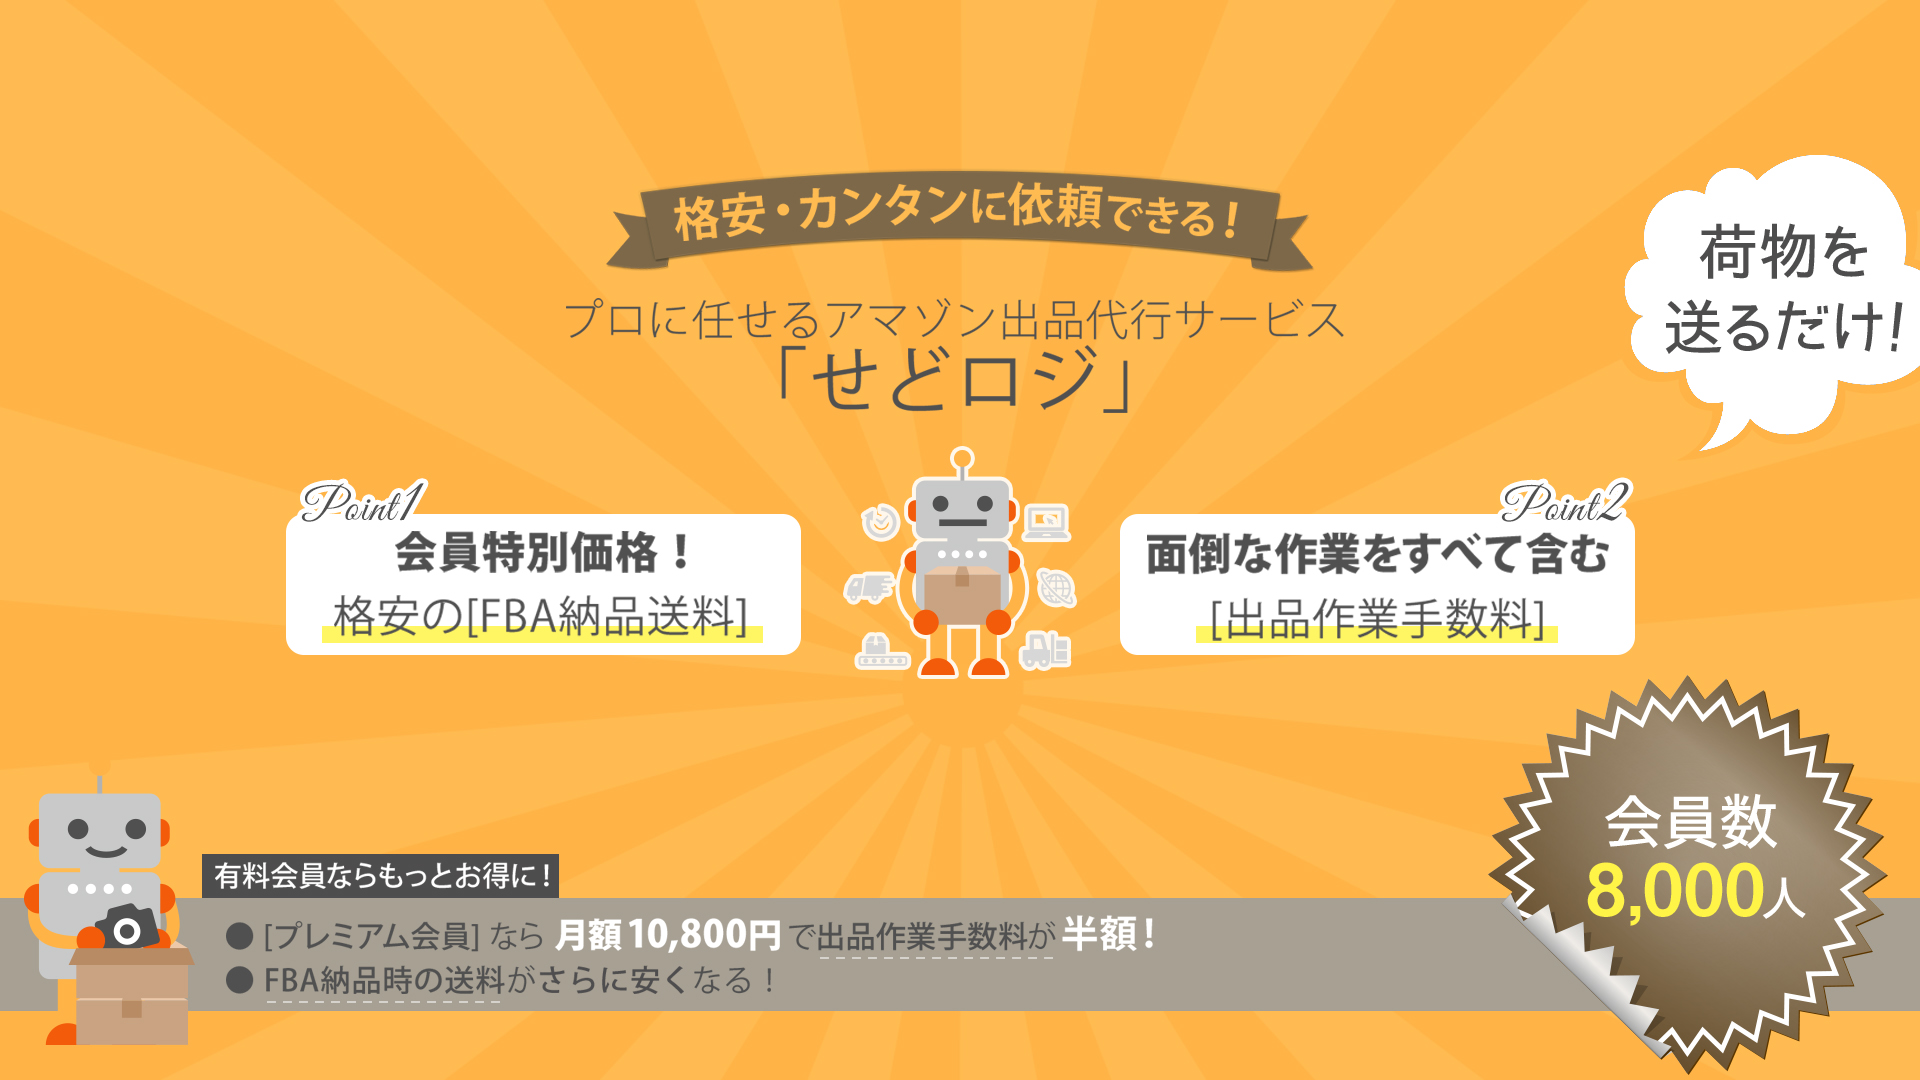 格安・カンタンに依頼できる！
プロに任せるアマゾン出品代行サービス
「せどロジ」
荷物を
送るだけ！
Point1
会員特別価格！
格安の[FBA納品送料]
Point2
面倒な作業をすべて含む
[出品作業手数料]
会員数
8,000人
有料会員ならもっとお得に！
● [プレミアム会員] なら 月額10,800円で出品作業手数料が 半額！
● FBA納品時の送料がさらに安くなる！